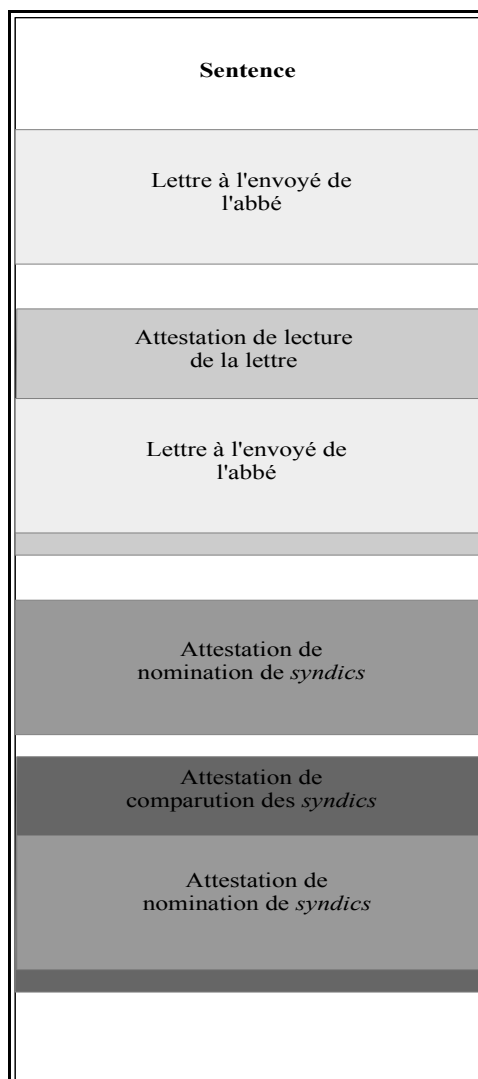 Sentence
Lettre à l'envoyé de
l'abbé
Attestation de lecture
de la lettre
Lettre à l'envoyé de
l'abbé
Attestation de
nomination de syndics
Attestation de
comparution des syndics
Attestation de
nomination de syndics